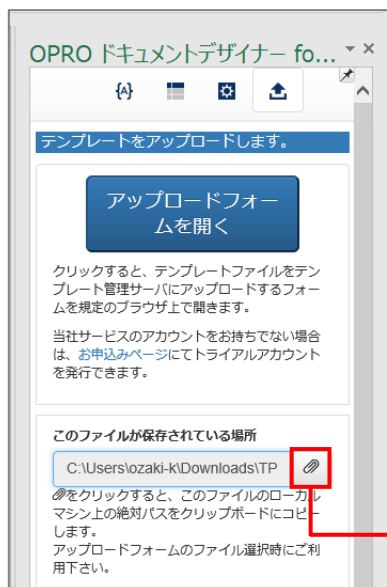 OPRO ドキュメントデザイナー fo...
{A}
テンプレートをアップロードします。
アップロードフォー
ムを開く
クリックすると、テンプレートファイルをテン
プレート管理サーバにアップロードするフォー
ムを規定のブラウザ上で開きます。
当社サービスのアカウントをお持ちでない場合
は、お申込みページにてトライアルアカウント
を発行できます。
このファイルが保存されている場所
C:\Users\ozaki-k\Downloads\TP
をクリックすると、このファイルのローカル
マシン上の絶対パスをクリップボードにコピー
します。
アップロードフォームのファイル選択時にご利
用下さい。